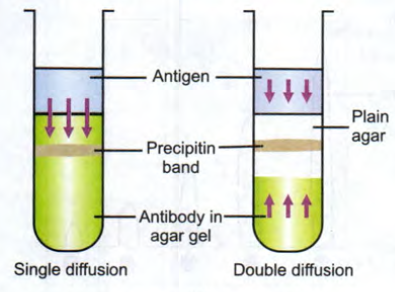 Antigen
Plain
agar
Precipitin
band
Antibody in
agar gel
Single diffusion
Double diffusion